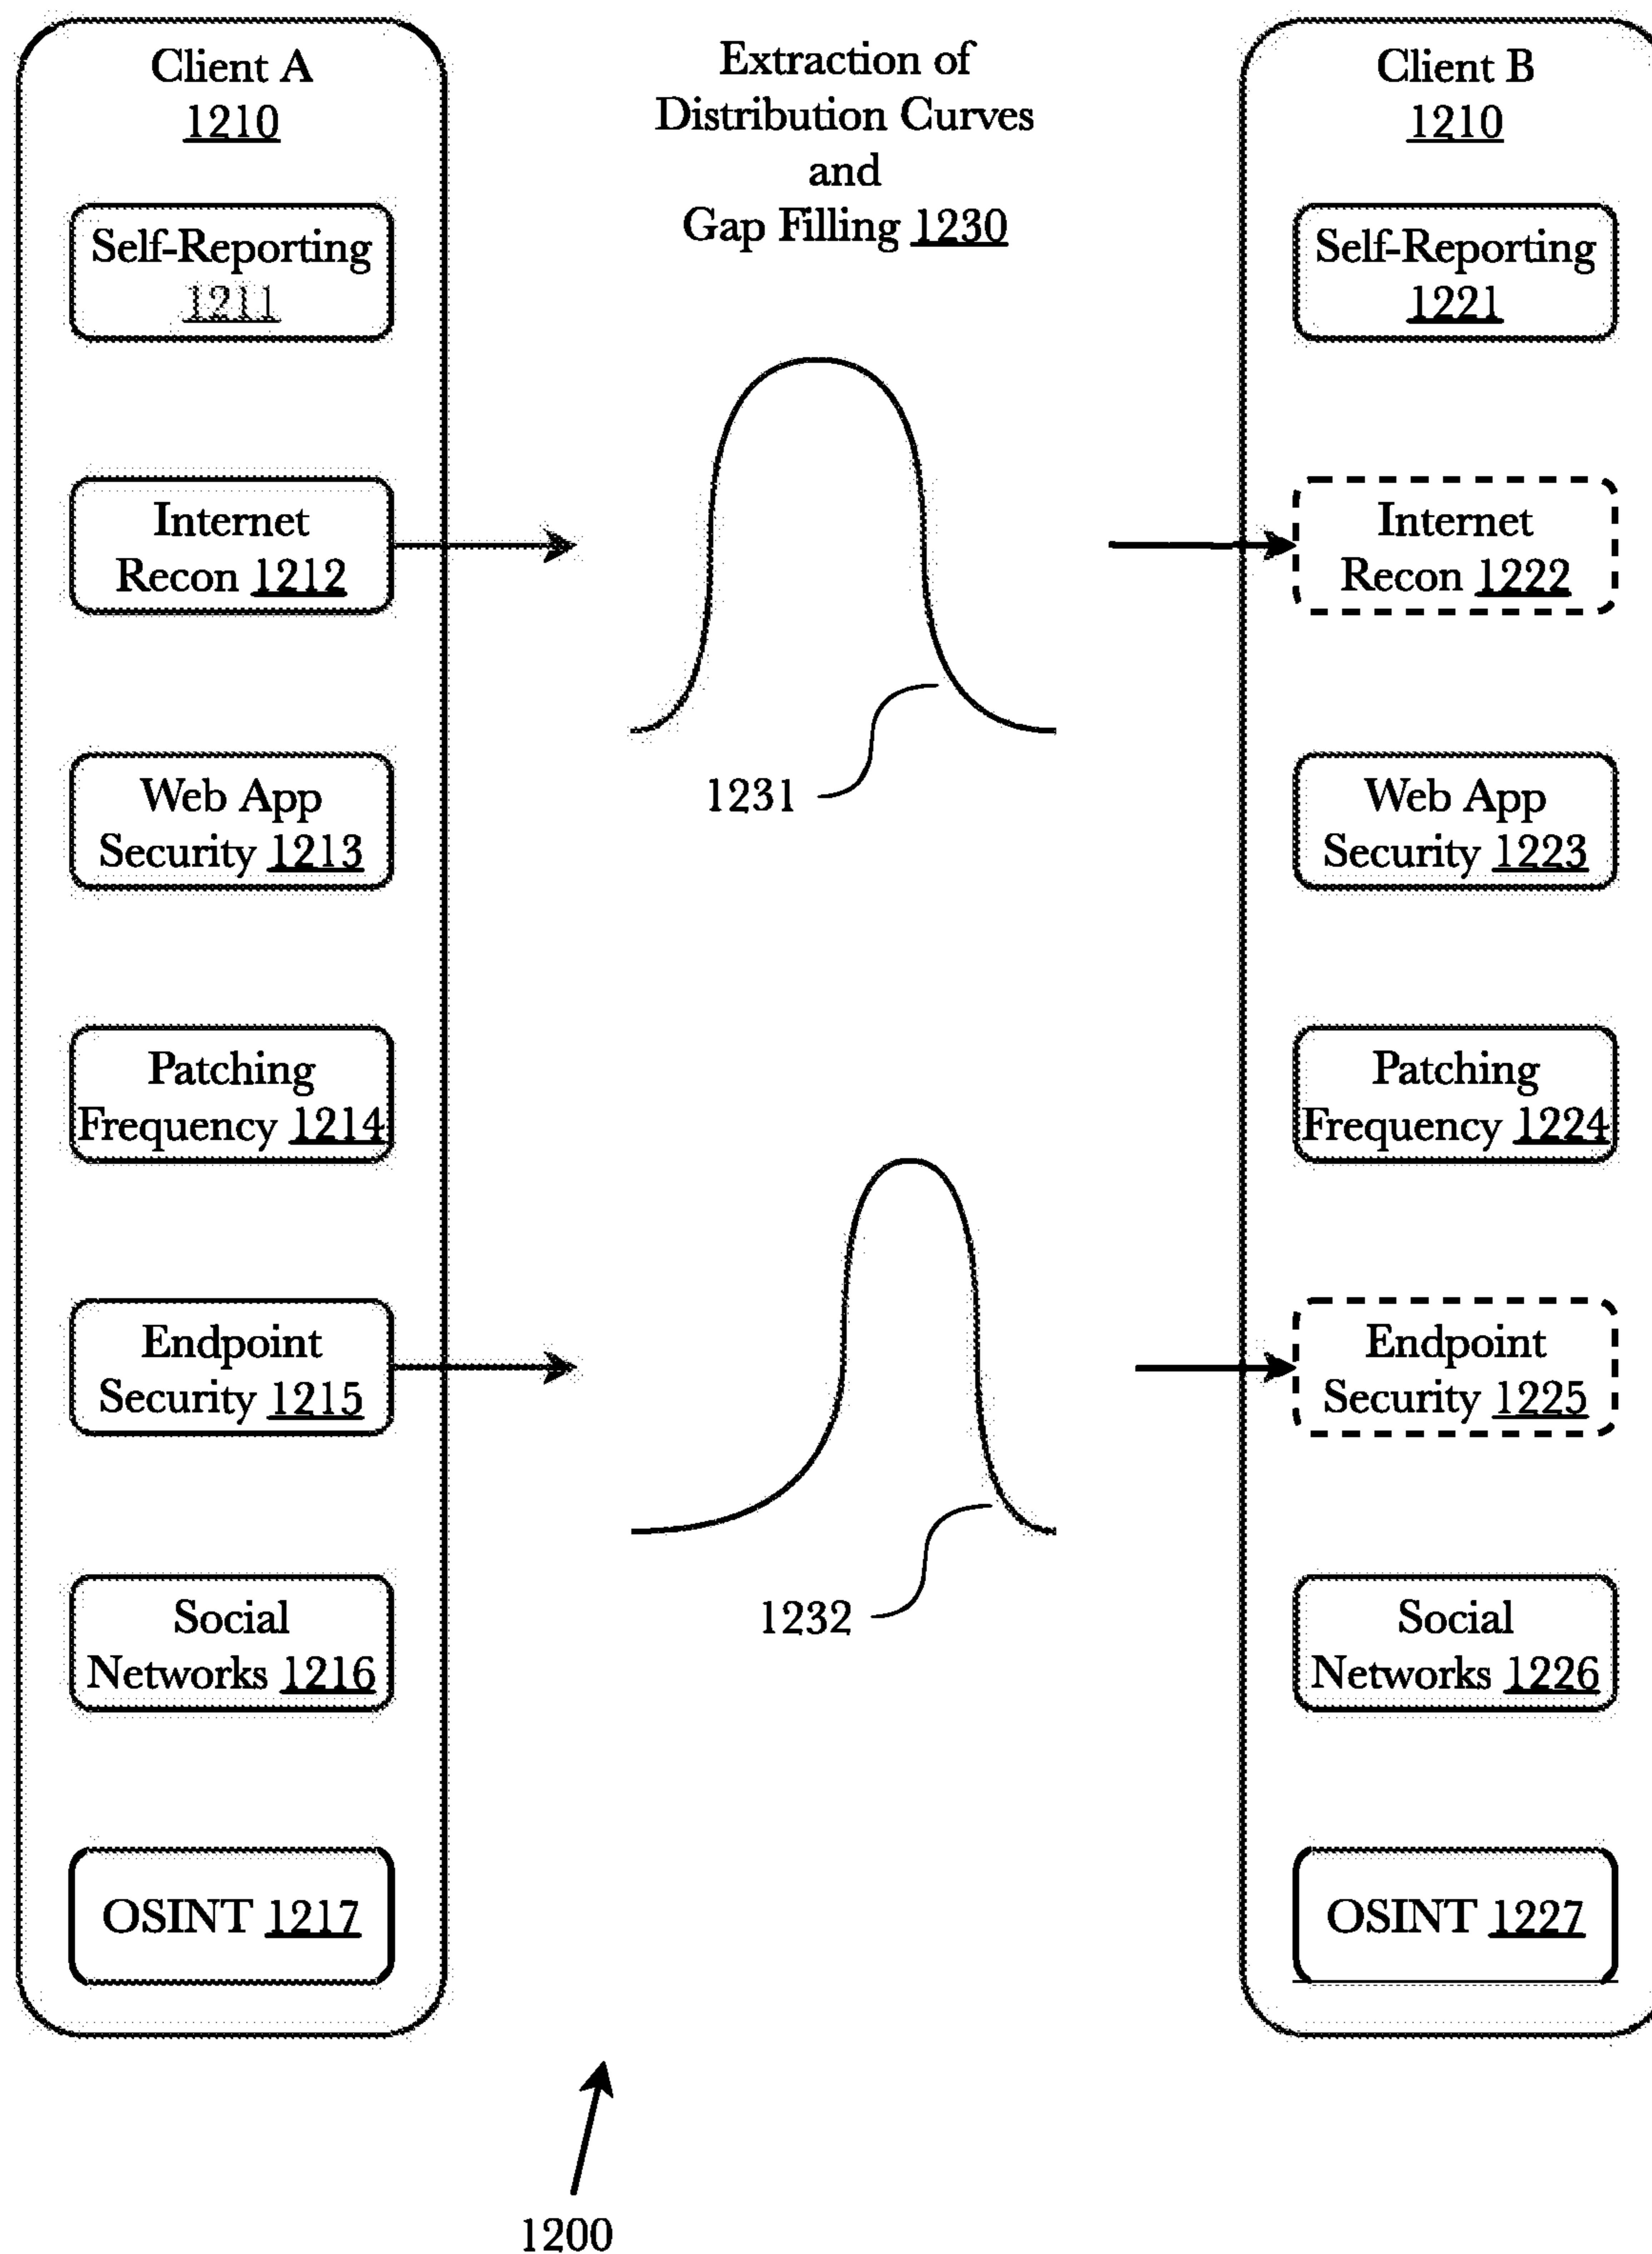 Client A
1210
Self-Reporting
1211
Internet
Recon 1212
Web App
Security 1213
Patching
Frequency 1214
Endpoint
Security 1215
Social
Networks 1216
OSINT 1217
Extraction of
Distribution Curves
and
Gap Filling 1230
1231
1232
Client B
1210
Self-Reporting
1221
Internet
Recon 1222
Web App
Security 1223
Patching
Frequency 1224
Endpoint
Security 1225
Social
Networks 1226
OSINT 1227
1200